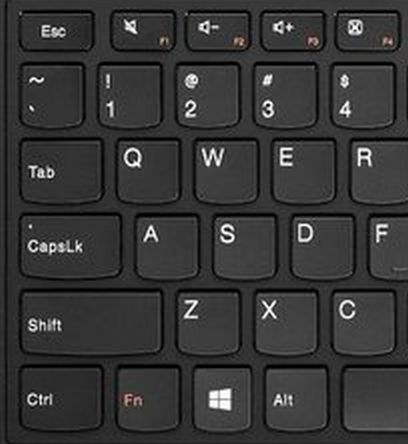 Esc F1 - F2 + F3 F4
~ ! @ # $
` 1 2 3 4
Tab Q W E R
CapsLk A S D F
Shift Z X C
Ctrl Fn Alt